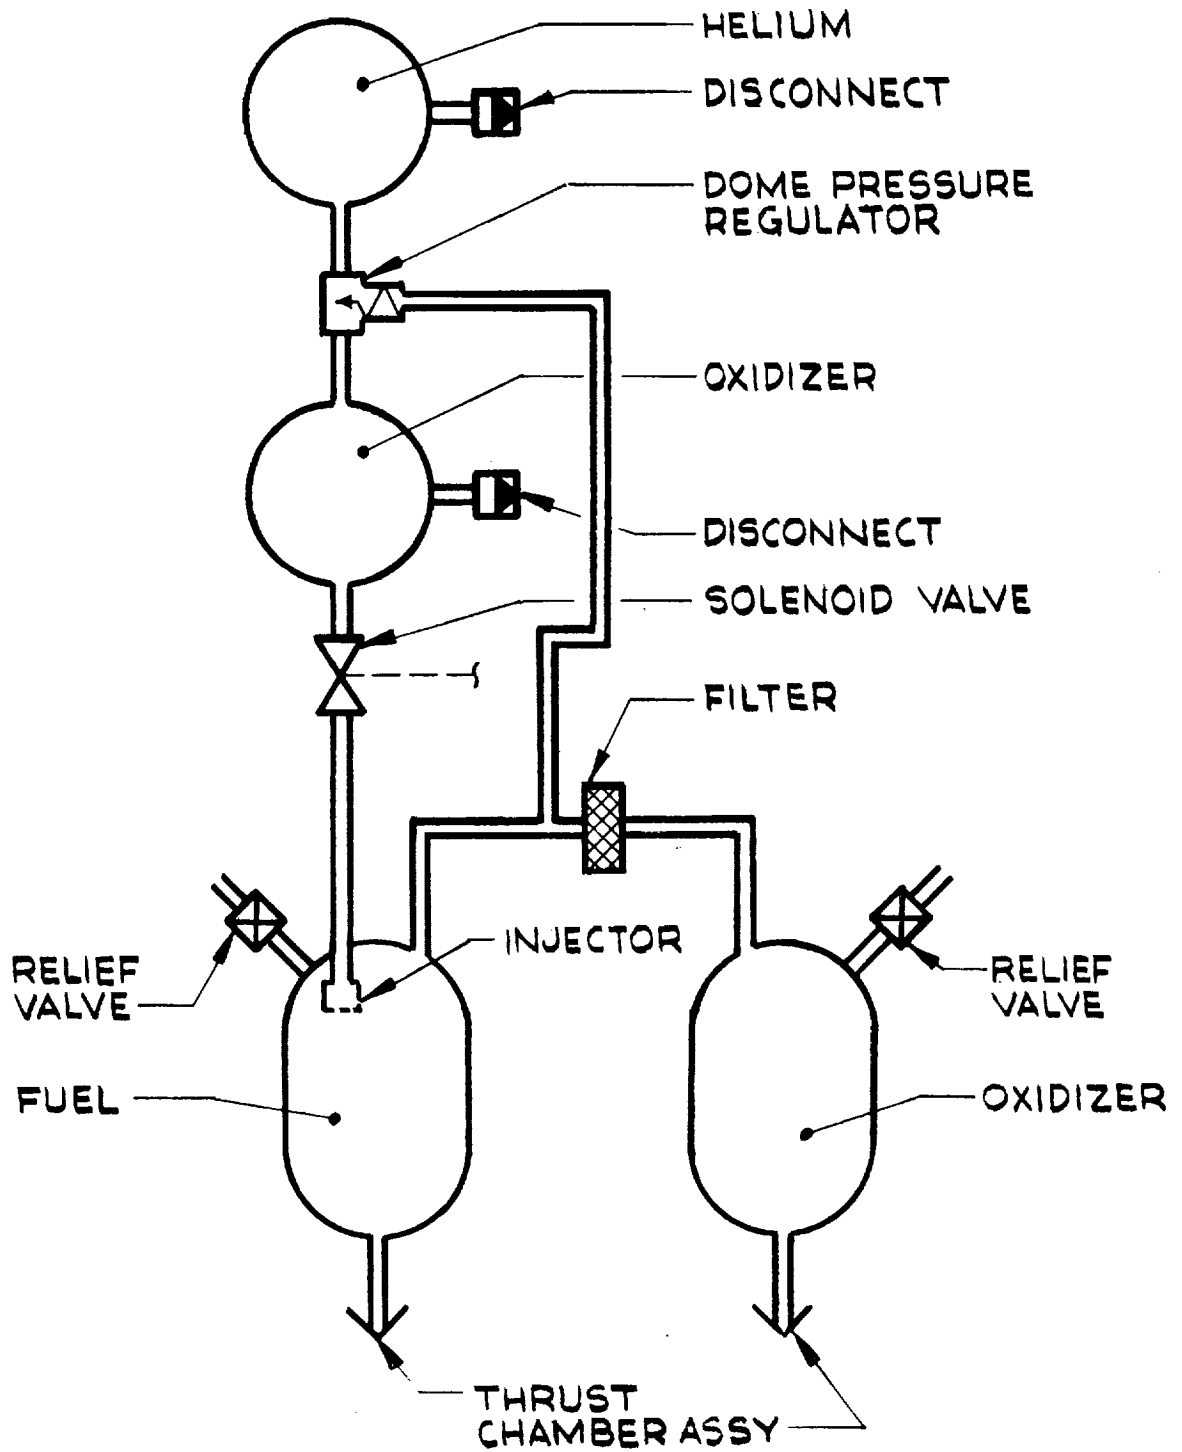 HELIUM
DISCONNECT
DOME PRESSURE
REGULATOR
OXIDIZER
DISCONNECT
SOLENOID VALVE
FILTER
INJECTOR
RELIEF
VALVE
RELIEF
VALVE
FUEL
OXIDIZER
THRUST
CHAMBER ASSY